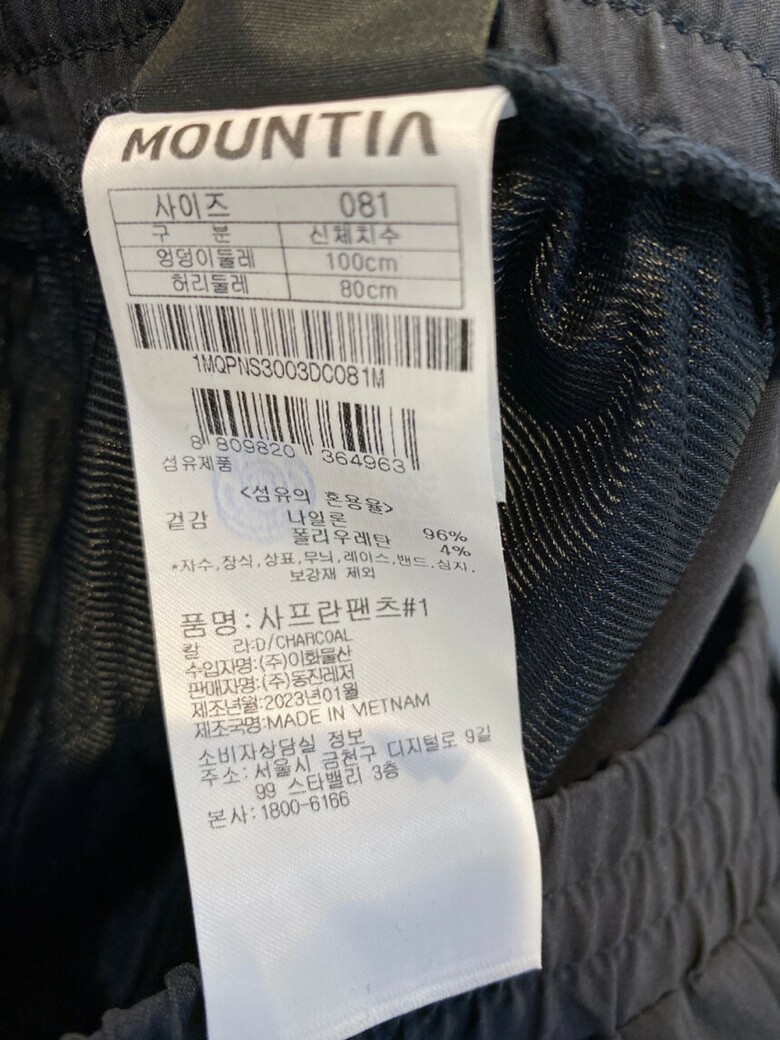 MOUNTIA
사이즈 081
구 분 신체치수
엉덩이둘레 100cm
허리둘레 80cm
1MQPNS3003DC081M
8 809820 364963
섬유제품
<섬유의 혼용율>
겉감 나일론 96%
폴리우레탄 4%
*자수,장식,상표,무늬,레이스,밴드,심지,
보강재 제외
품명:사프란팬츠#1
칼 라:D/CHARCOAL
수입자명:(주)이화물산
판매자명:(주)동진레저
제조년월:2023년01월
제조국명:MADE IN VIETNAM
소비자상담실 정보
주소:서울시 금천구 디지털로 9길
99 스타밸리 3층
본사:1800-6166